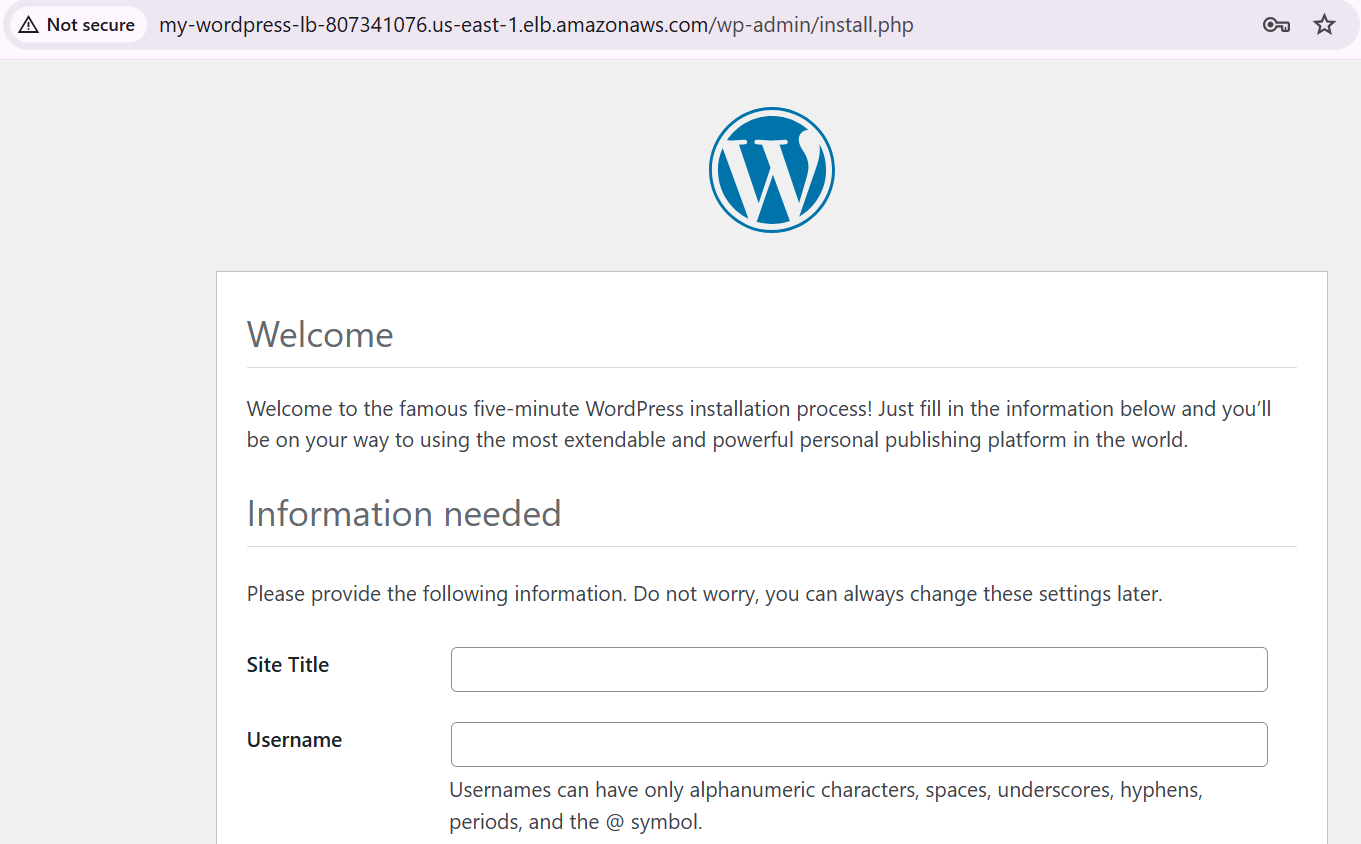 Not secure my-wordpress-lb-807341076.us-east-1.elb.amazonaws.com/wp-admin/install.php
W
Welcome
Welcome to the famous five-minute WordPress installation process! Just fill in the information below and you’ll
be on your way to using the most extendable and powerful personal publishing platform in the world.
Information needed
Please provide the following information. Do not worry, you can always change these settings later.
Site Title
Username
Usernames can have only alphanumeric characters, spaces, underscores, hyphens,
periods, and the @ symbol.